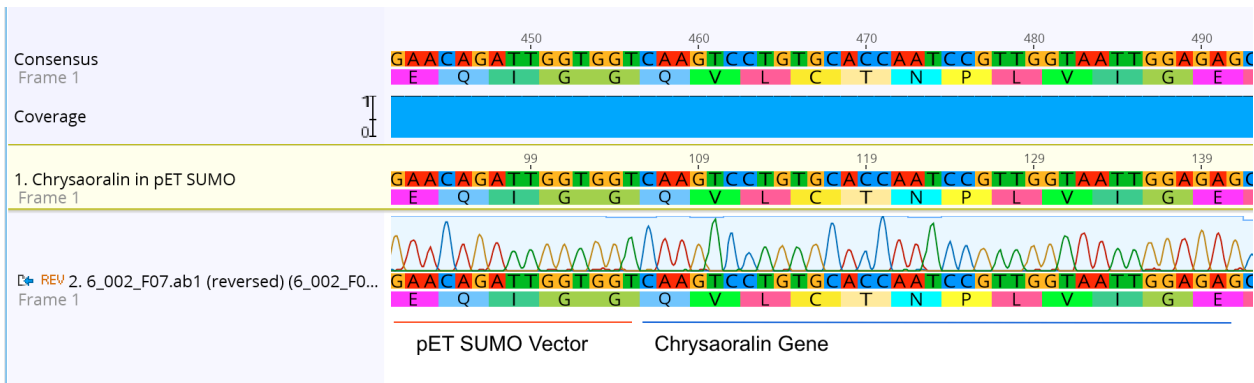 450 460 470 480 490
Consensus GAACAGATTGGTGGTCAAGTCCTGTGCACCAATCCGTTGGTAATTGGAGAGC
Frame 1 E Q I G G Q V L C T N P L V I G E
Coverage 1 0
99 109 119 129 139
1. Chrysaoralin in pET SUMO GAACAGATTGGTGGTCAAGTCCTGTGCACCAATCCGTTGGTAATTGGAGAGC
Frame 1 E Q I G G Q V L C T N P L V I G E
REV 2. 6_002_F07.ab1 (reversed) (6_002_F0... GAACAGATTGGTGGTCAAGTCCTGTGCACCAATCCGTTGGTAATTGGAGAGC
Frame 1 E Q I G G Q V L C T N P L V I G E
pET SUMO Vector Chrysaoralin Gene